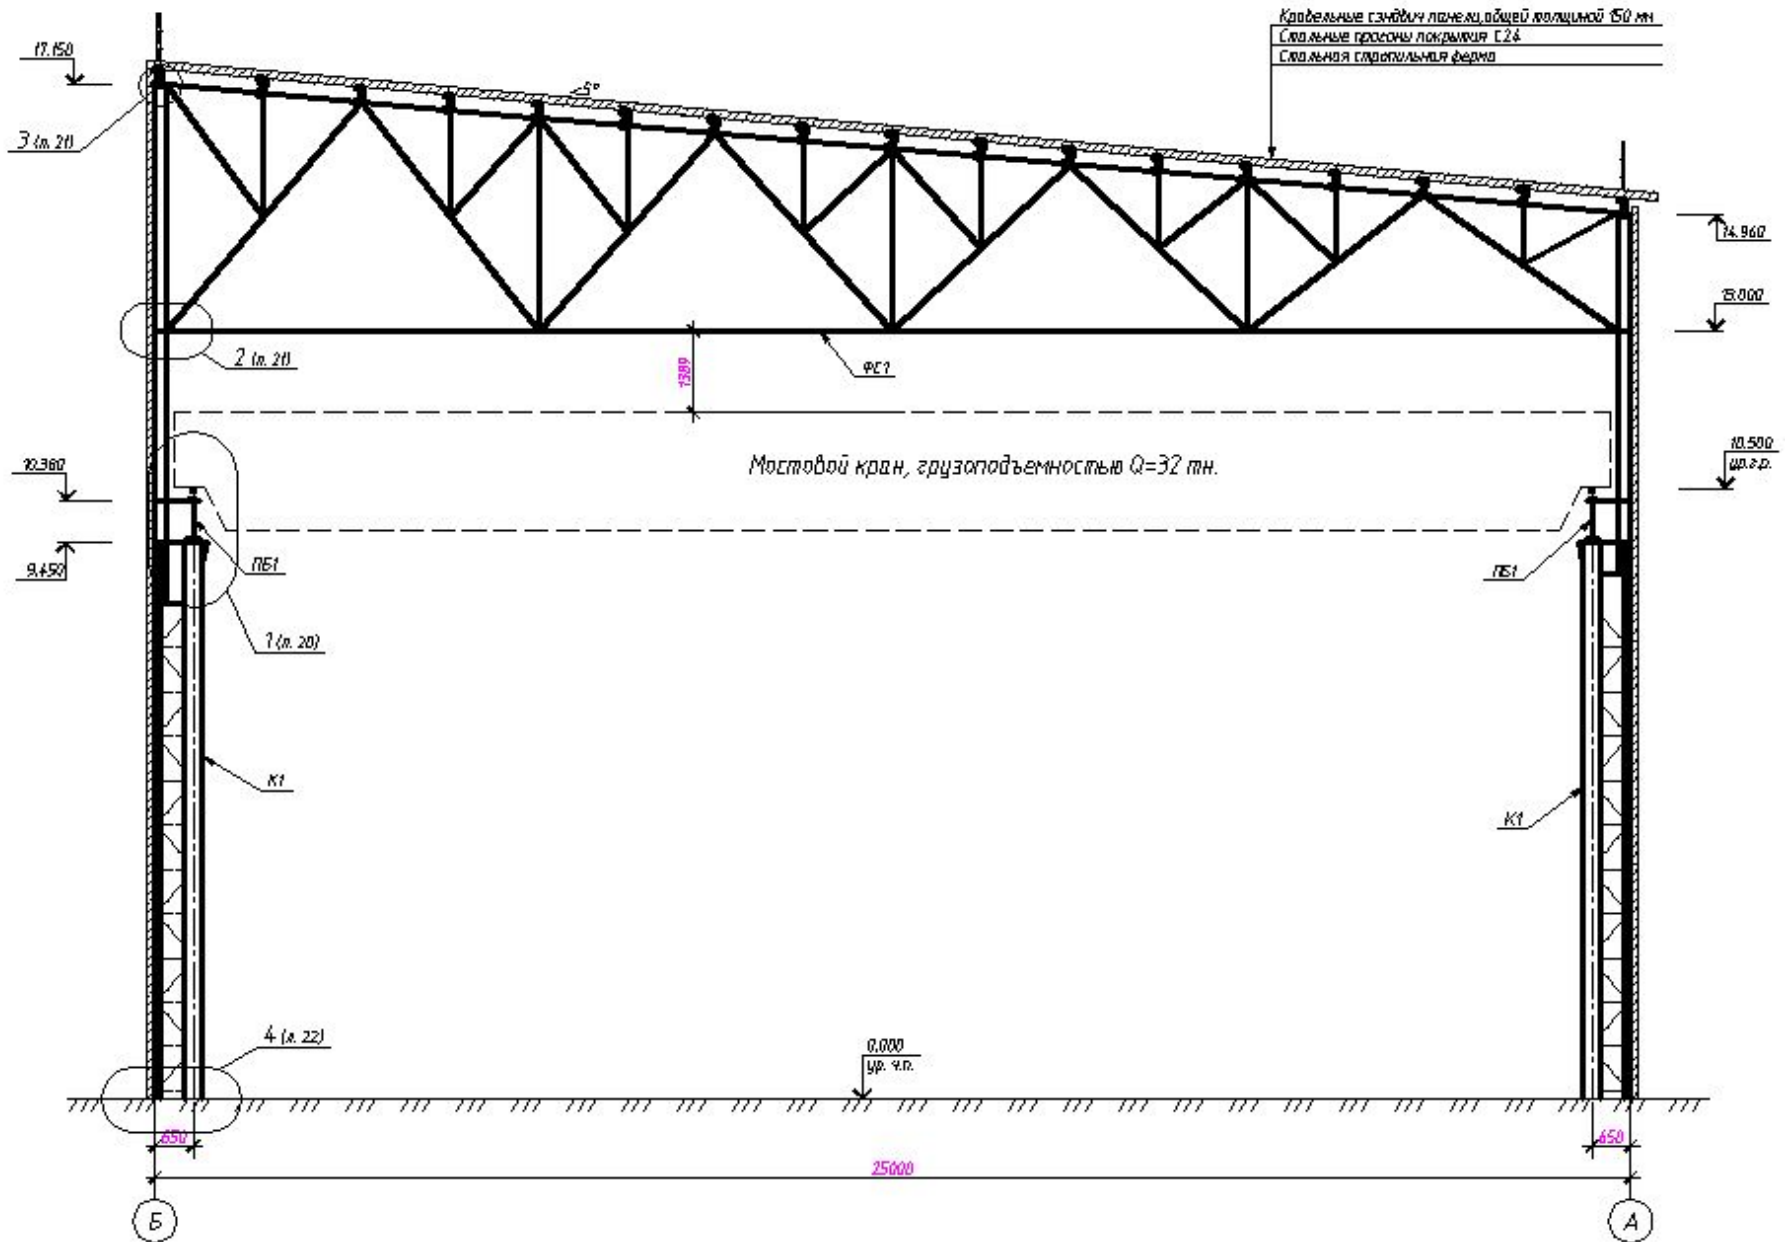 Кровельные сэндвич панели,общей толщиной 150 мм
Стальные прогоны покрытия С24
Стальная стропильная ферма
17.150
5°
3 (л. 21)
14.960
13.000
2 (л. 21)
1389
ФС1
Мостовой кран, грузоподъемностью Q=32 тн.
10.360
10.500
ур.г.р.
9.450
ПБ1
ПБ1
1 (л. 20)
К1
К1
4 (л. 22)
0.000
ур. ч.п.
650
650
25000
Б
А